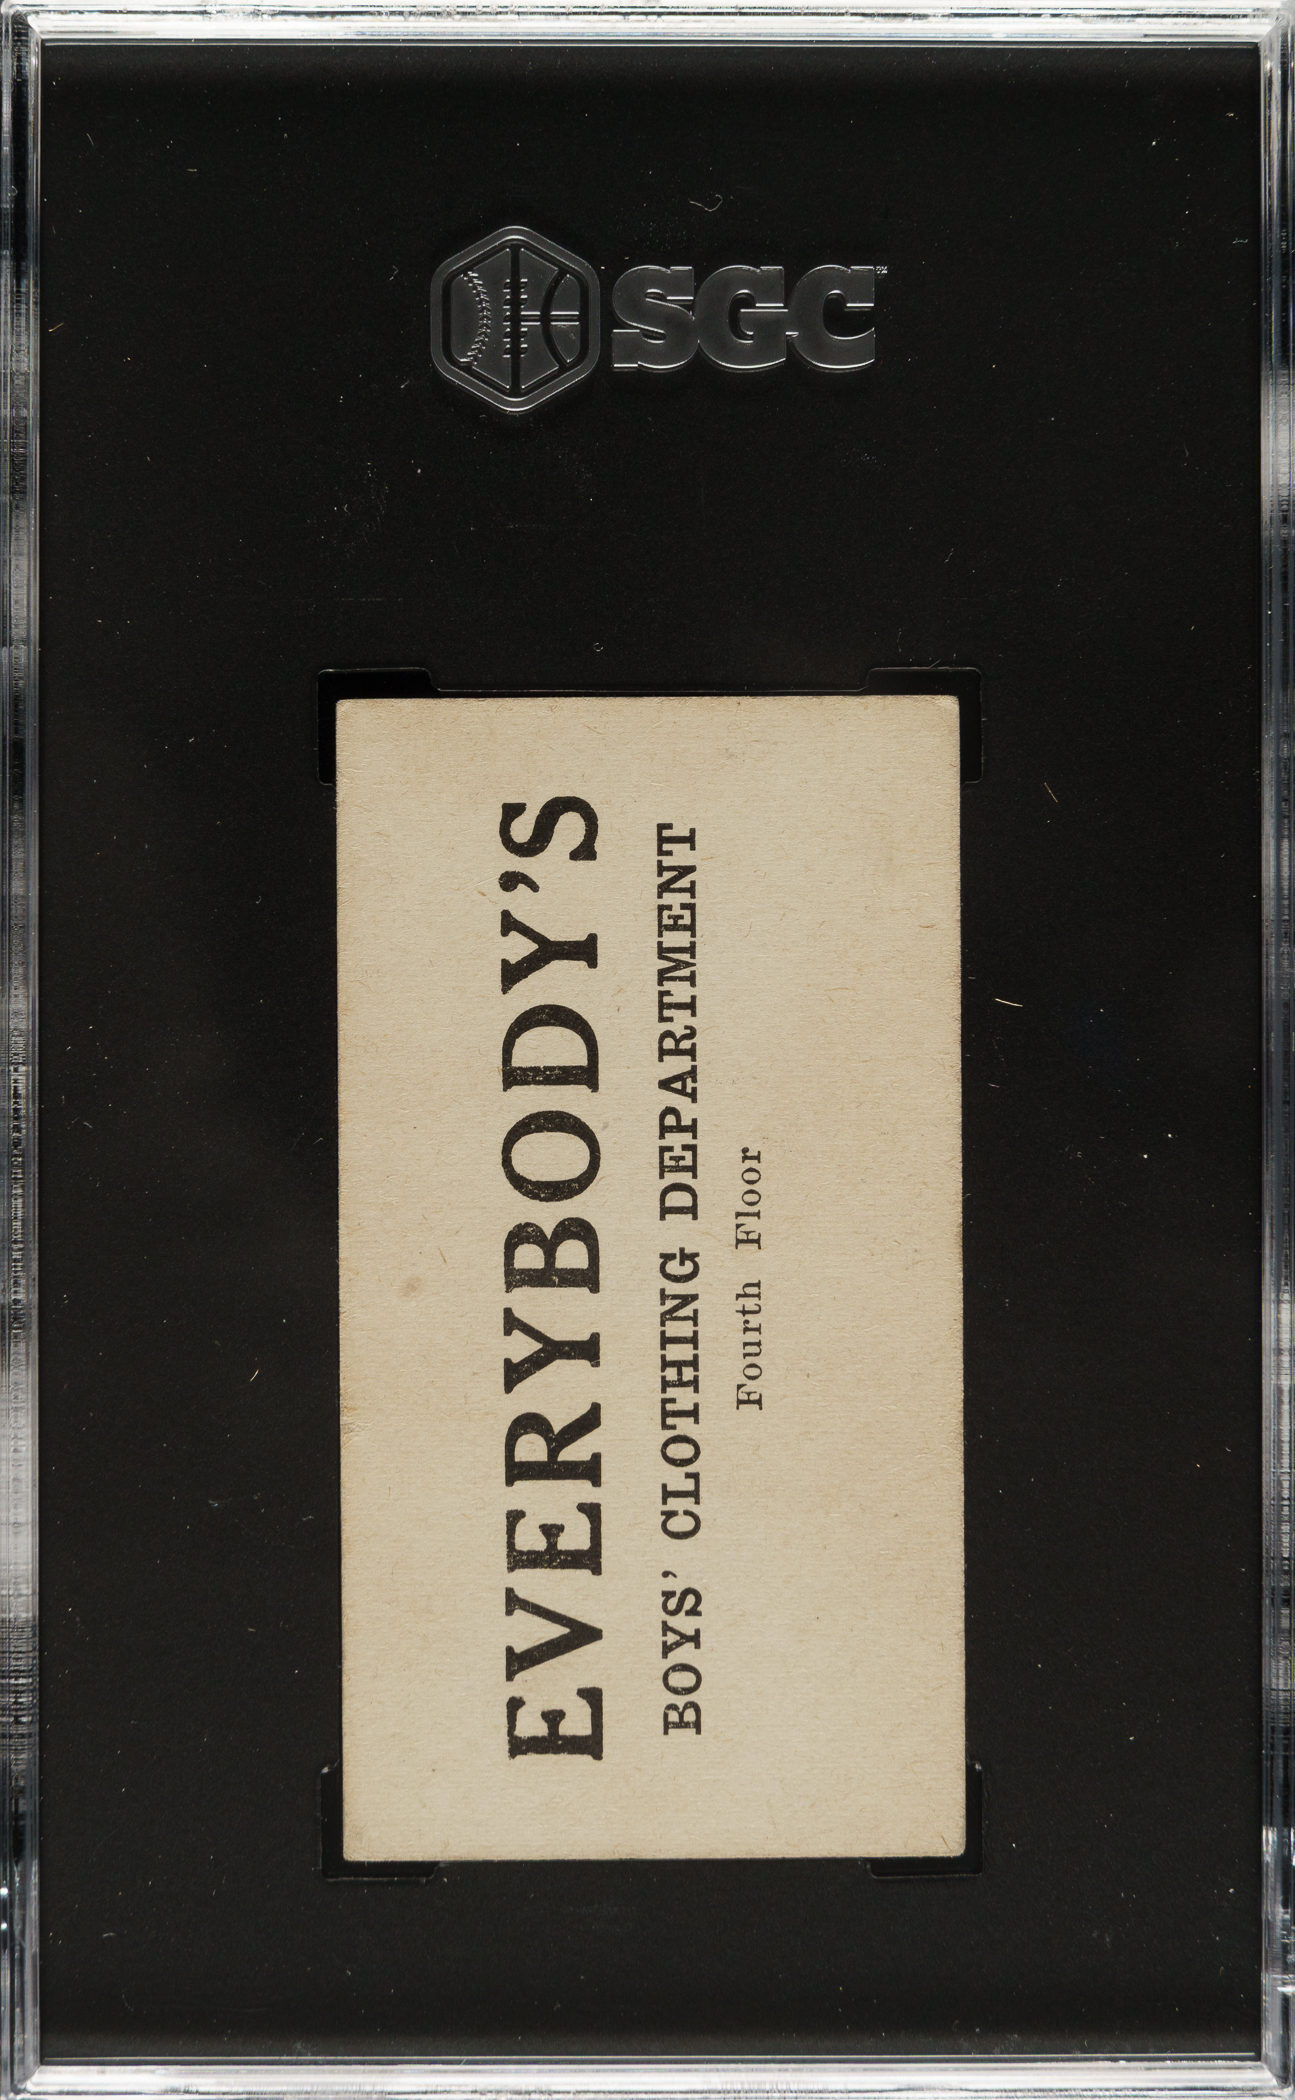 SGC
EVERYBODY'S
BOYS' CLOTHING DEPARTMENT
Fourth Floor